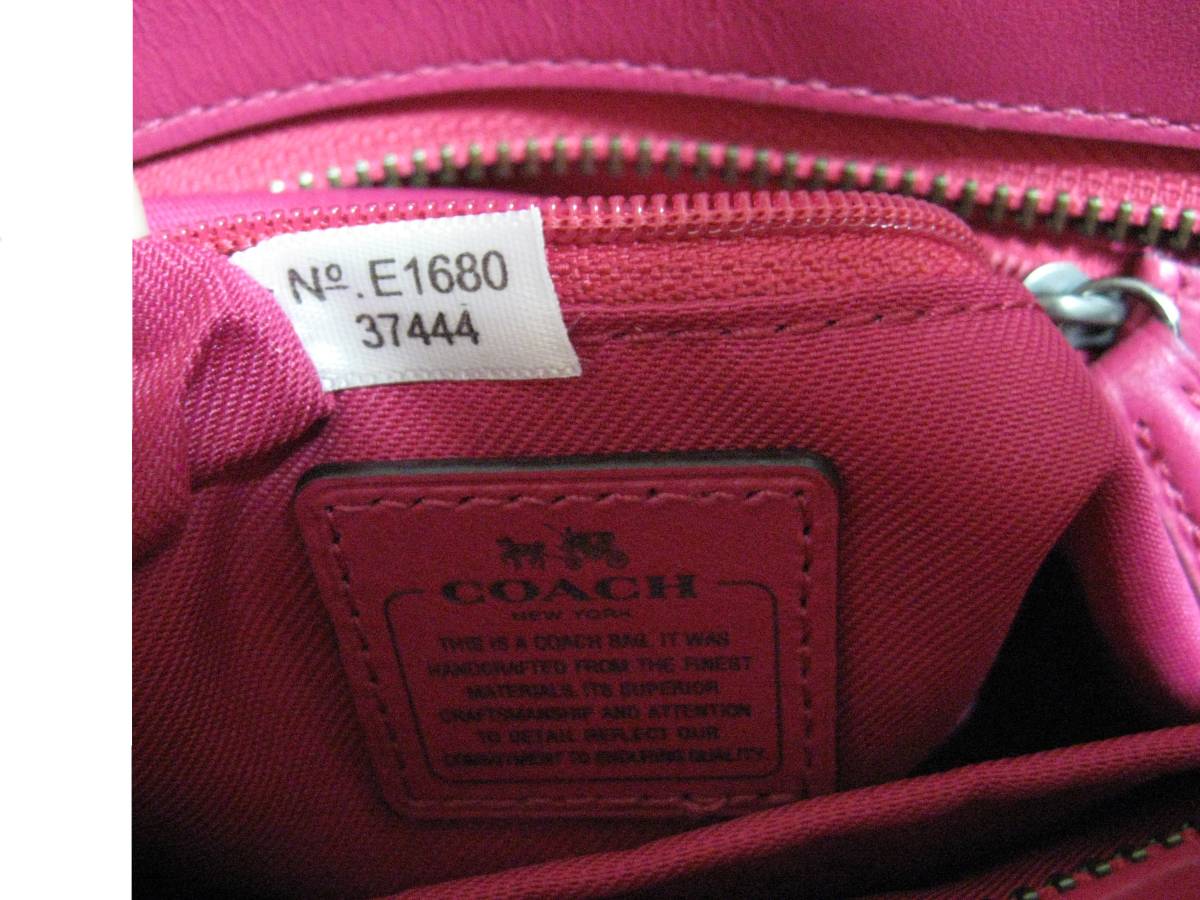 Nº. E1680
37444
COACH
NEW YORK
THIS IS A COACH BAG. IT WAS
HANDCRAFTED FROM THE FINEST
MATERIALS. ITS SUPERIOR
CRAFTSMANSHIP AND ATTENTION
TO DETAIL REFLECT OUR
COMMITMENT TO ENDURING QUALITY.